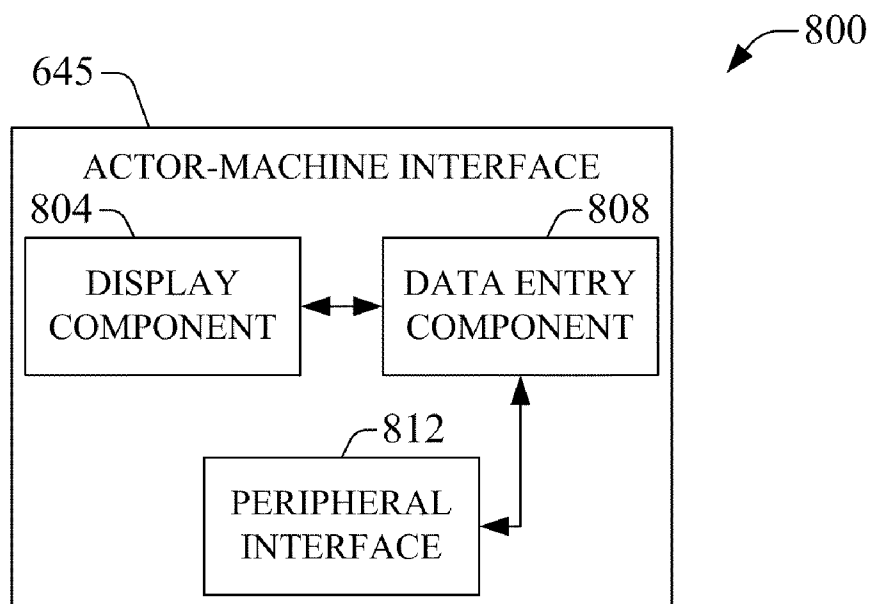 800
645
ACTOR-MACHINE INTERFACE
804
808
DISPLAY
COMPONENT
DATA ENTRY
COMPONENT
812
PERIPHERAL
INTERFACE